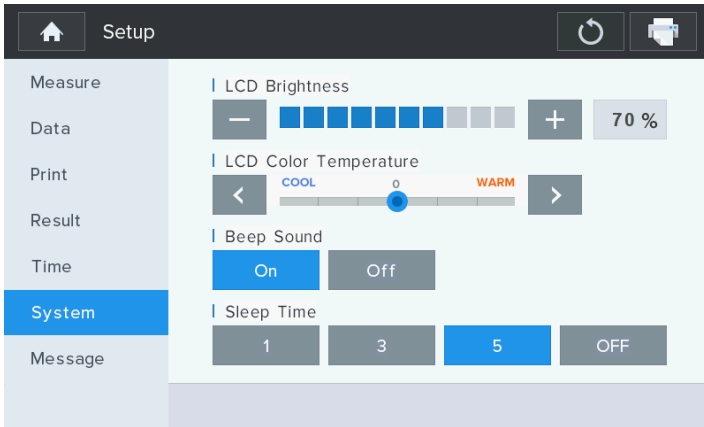 Setup
Measure
Data
Print
Result
Time
System
Message
LCD Brightness
− + 70 %
LCD Color Temperature
< COOL 0 WARM >
Beep Sound
On Off
Sleep Time
1 3 5 OFF